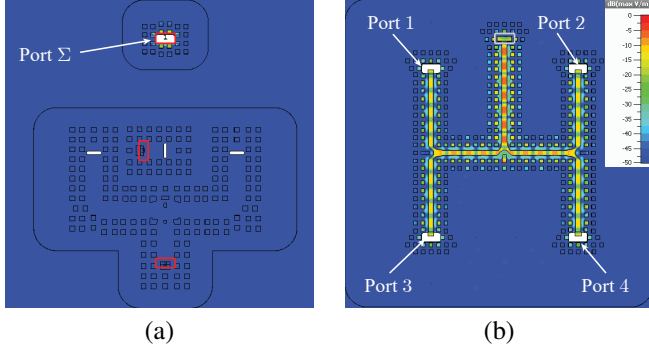 Port Σ
Port 1
Port 2
Port 3
Port 4
dB(max V/m
0
-5
-10
-15
-20
-25
-30
-35
-40
-45
-50
(a)
(b)